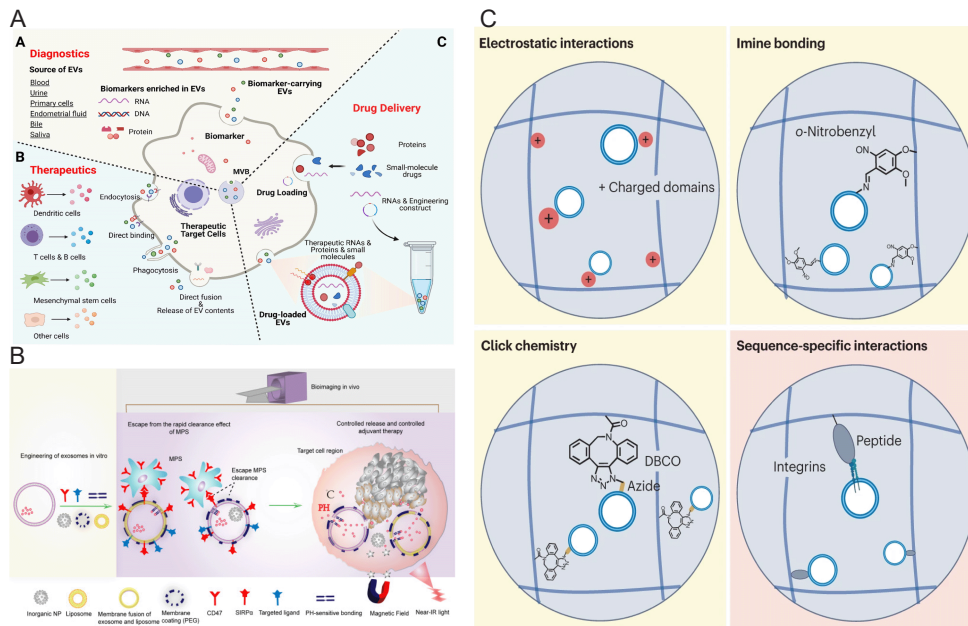 A
A
Diagnostics
Source of EVs
Blood
Urine
Primary cells
Endometrial fluid
Bile
Saliva
Biomarkers enriched in EVs
RNA
DNA
Protein
Biomarker-carrying
EVs
Biomarker
MVB
C
Drug Delivery
Proteins
Small-molecule
drugs
RNAs & Engineering
construct
Drug Loading
B
Therapeutics
Dendritic cells
T cells & B cells
Mesenchymal stem cells
Other cells
Endocytosis
Direct binding
Phagocytosis
Therapeutic
Target Cells
Direct fusion
&
Release of EV contents
Therapeutic RNAs &
Proteins & small
molecules
Drug-loaded
EVs
B
Bioimaging in vivo
Engineering of exosomes in vitro
Escape from the rapid clearance effect
of MPS
MPS
Escape MPS
clearance
Controlled release and controlled
adjuvant therapy
Target cell region
C
PH
Inorganic NP
Liposome
Membrane fusion of
exosome and liposome
Membrane
coating (PEG)
CD47
SIRPα
Targeted ligand
PH-sensitive bonding
Magnetic Field
Near-IR light
C
Electrostatic interactions
+
+
+
+
+
+ Charged domains
Imine bonding
o-Nitrobenzyl
Click chemistry
DBCO
Azide
Sequence-specific interactions
Peptide
Integrins